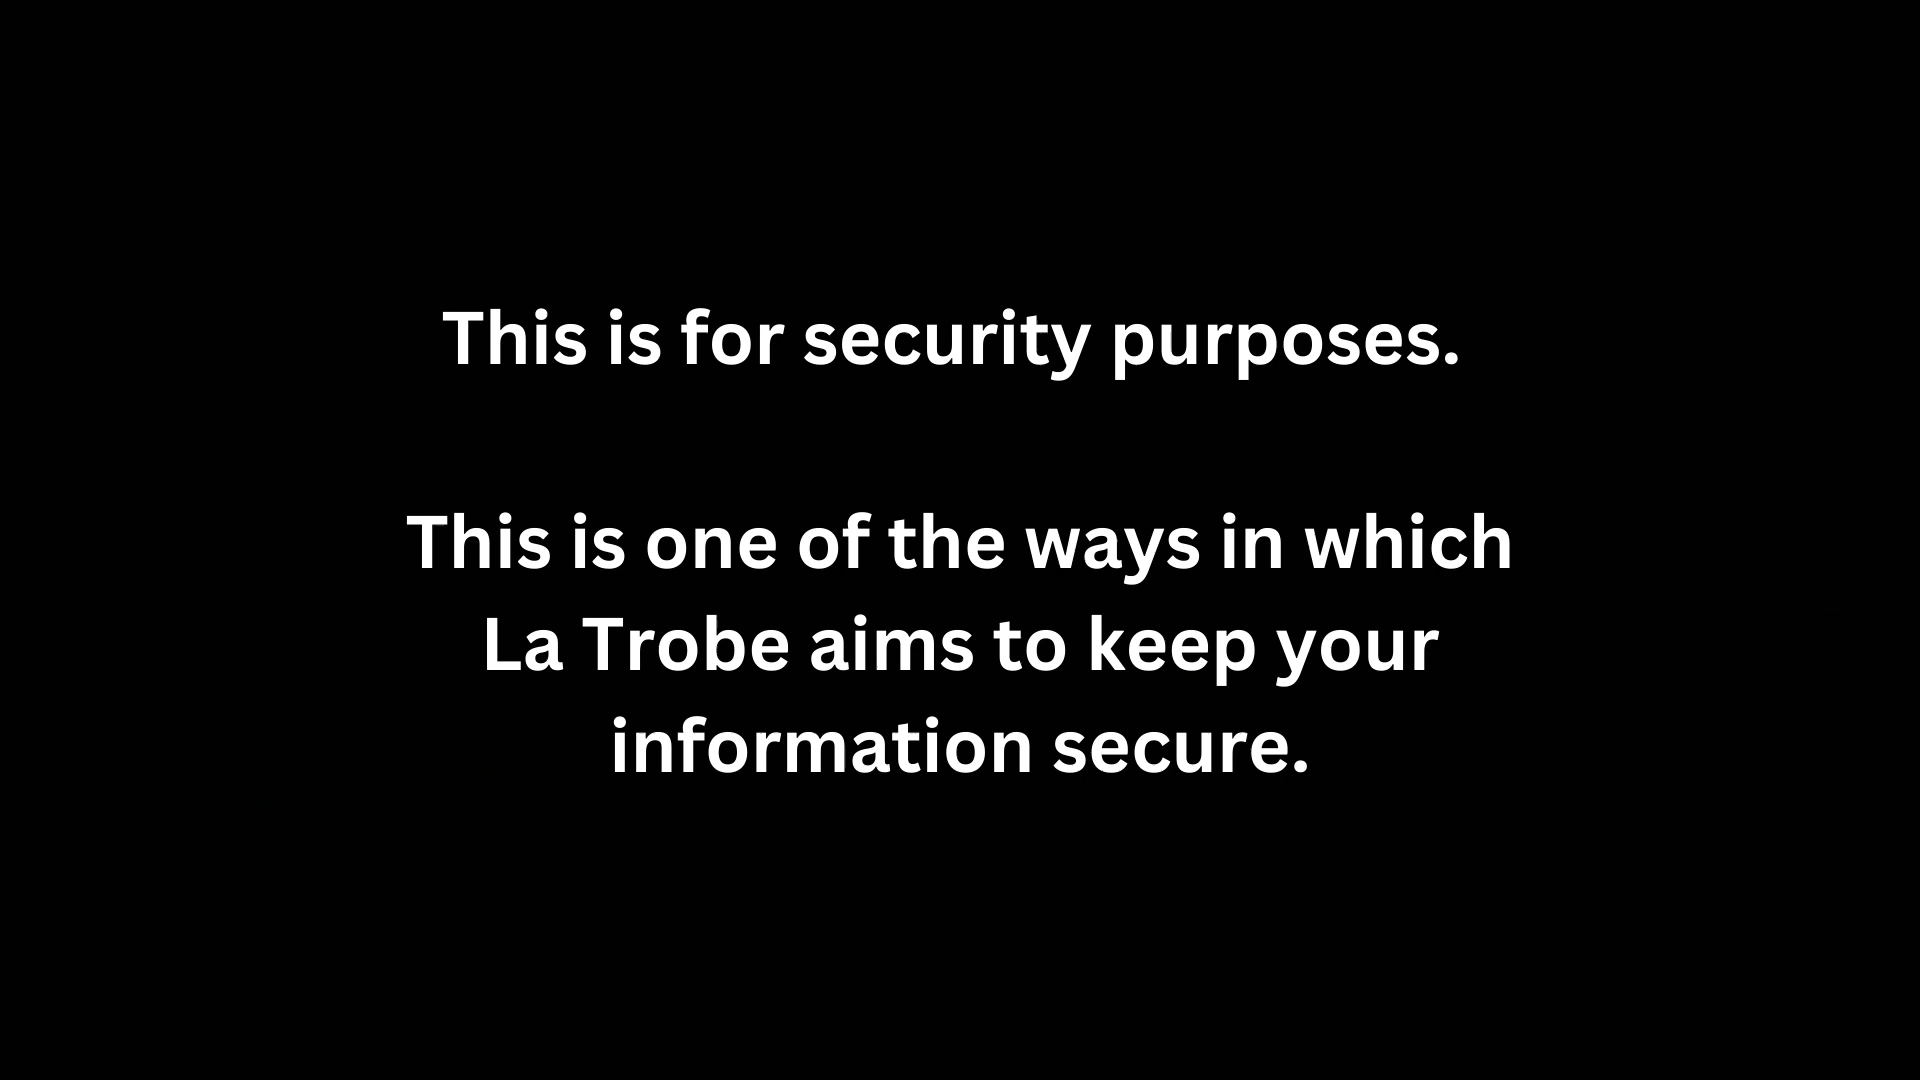 This is for security purposes.
This is one of the ways in which
La Trobe aims to keep your
information secure.